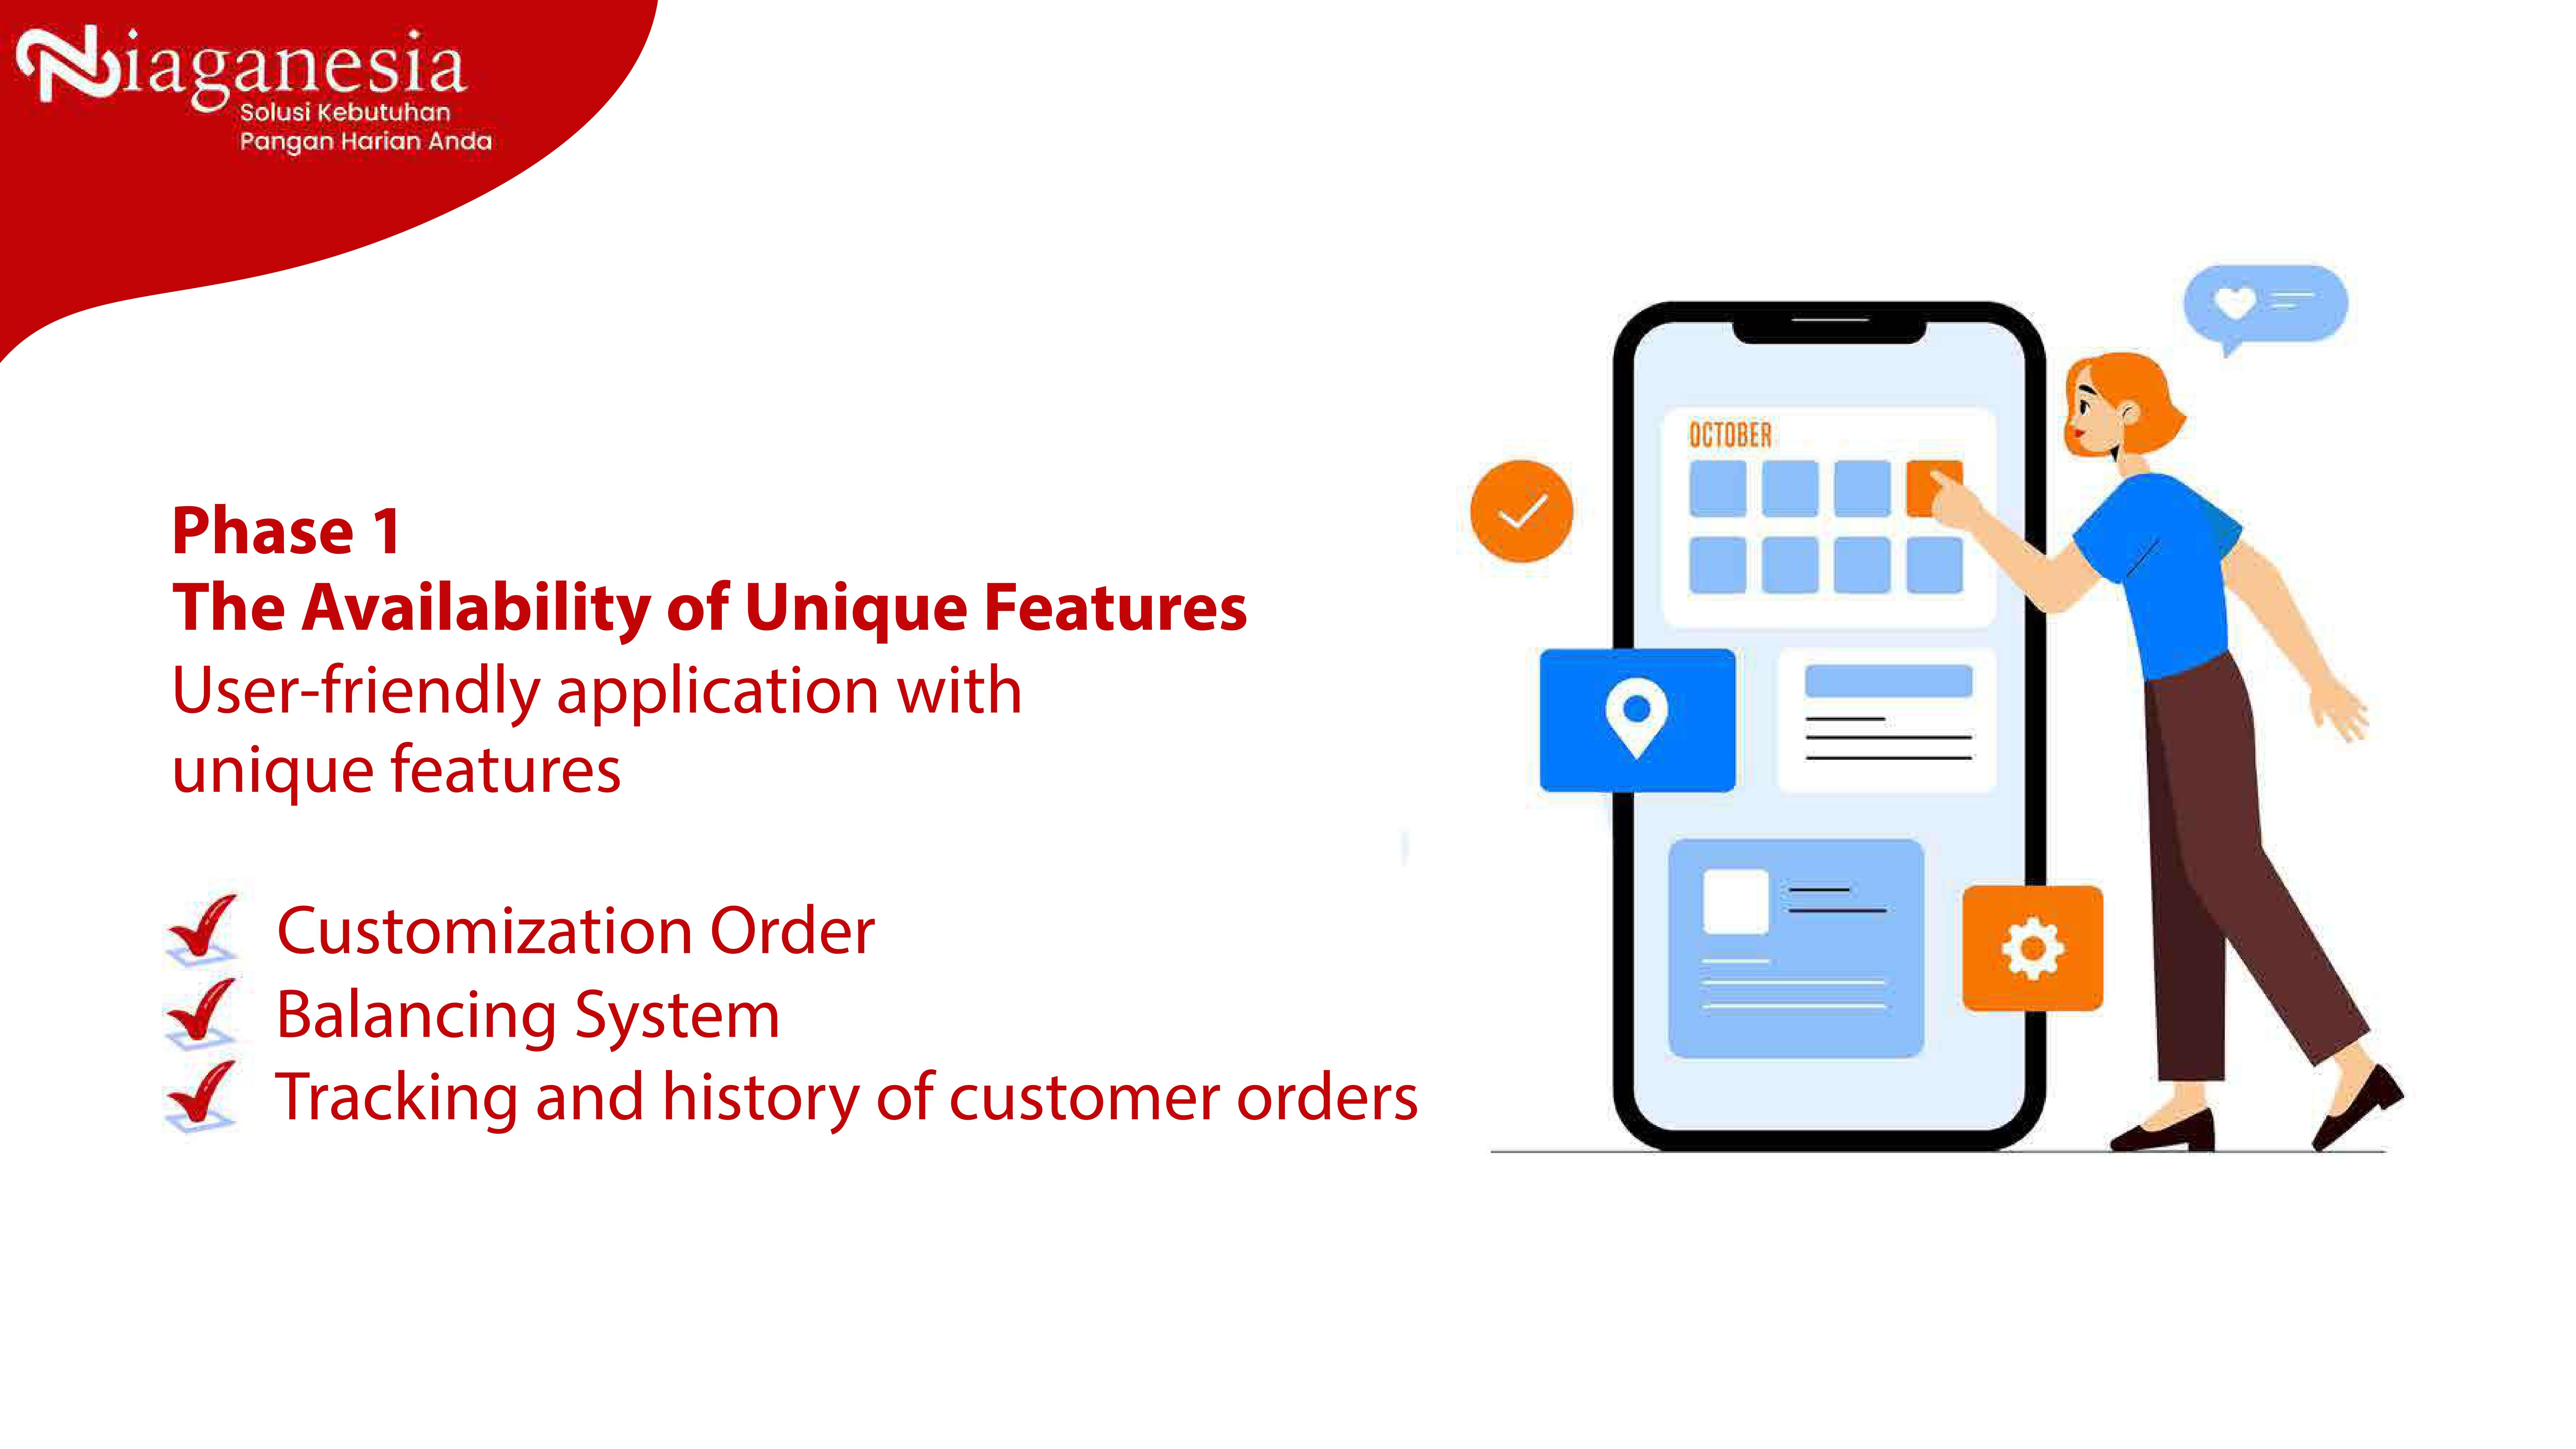 Niaganesia
Solusi Kebutuhan
Pangan Harian Anda
Phase 1
The Availability of Unique Features
User-friendly application with
unique features
Customization Order
Balancing System
Tracking and history of customer orders
OCTOBER